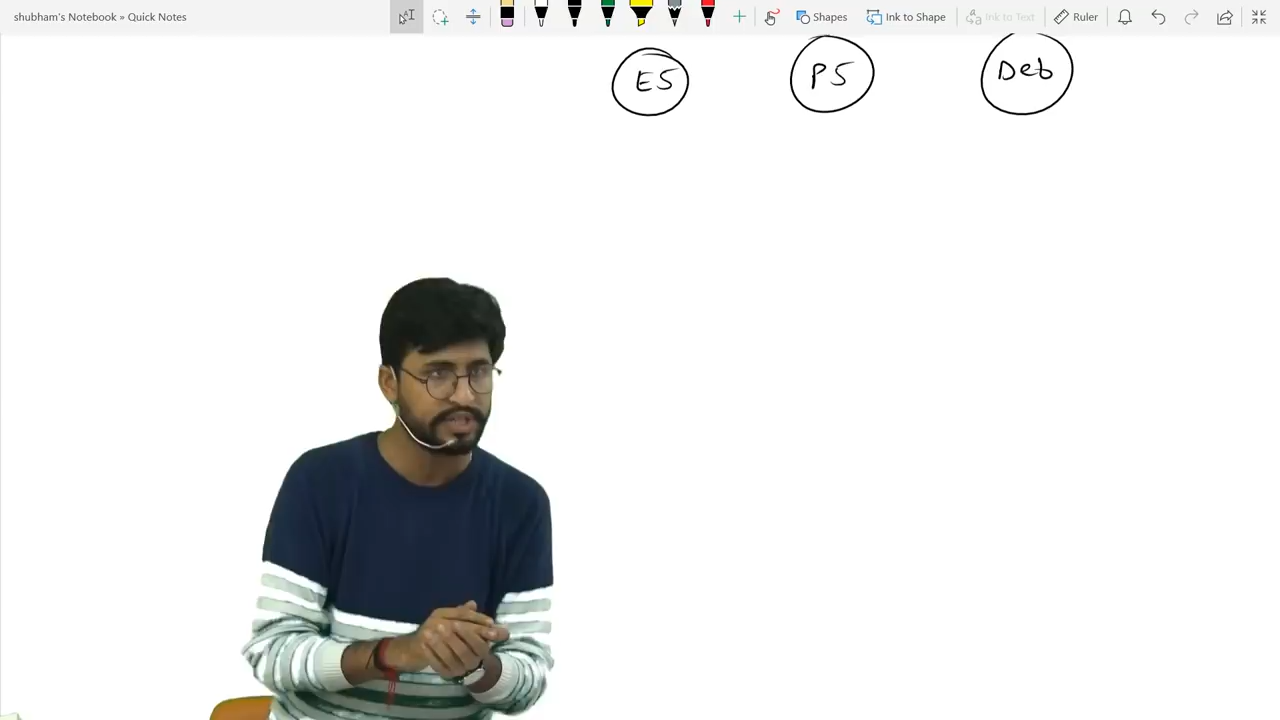 shubham's Notebook » Quick Notes
Shapes
Ink to Shape
Ink to Text
Ruler
ES PS Deb